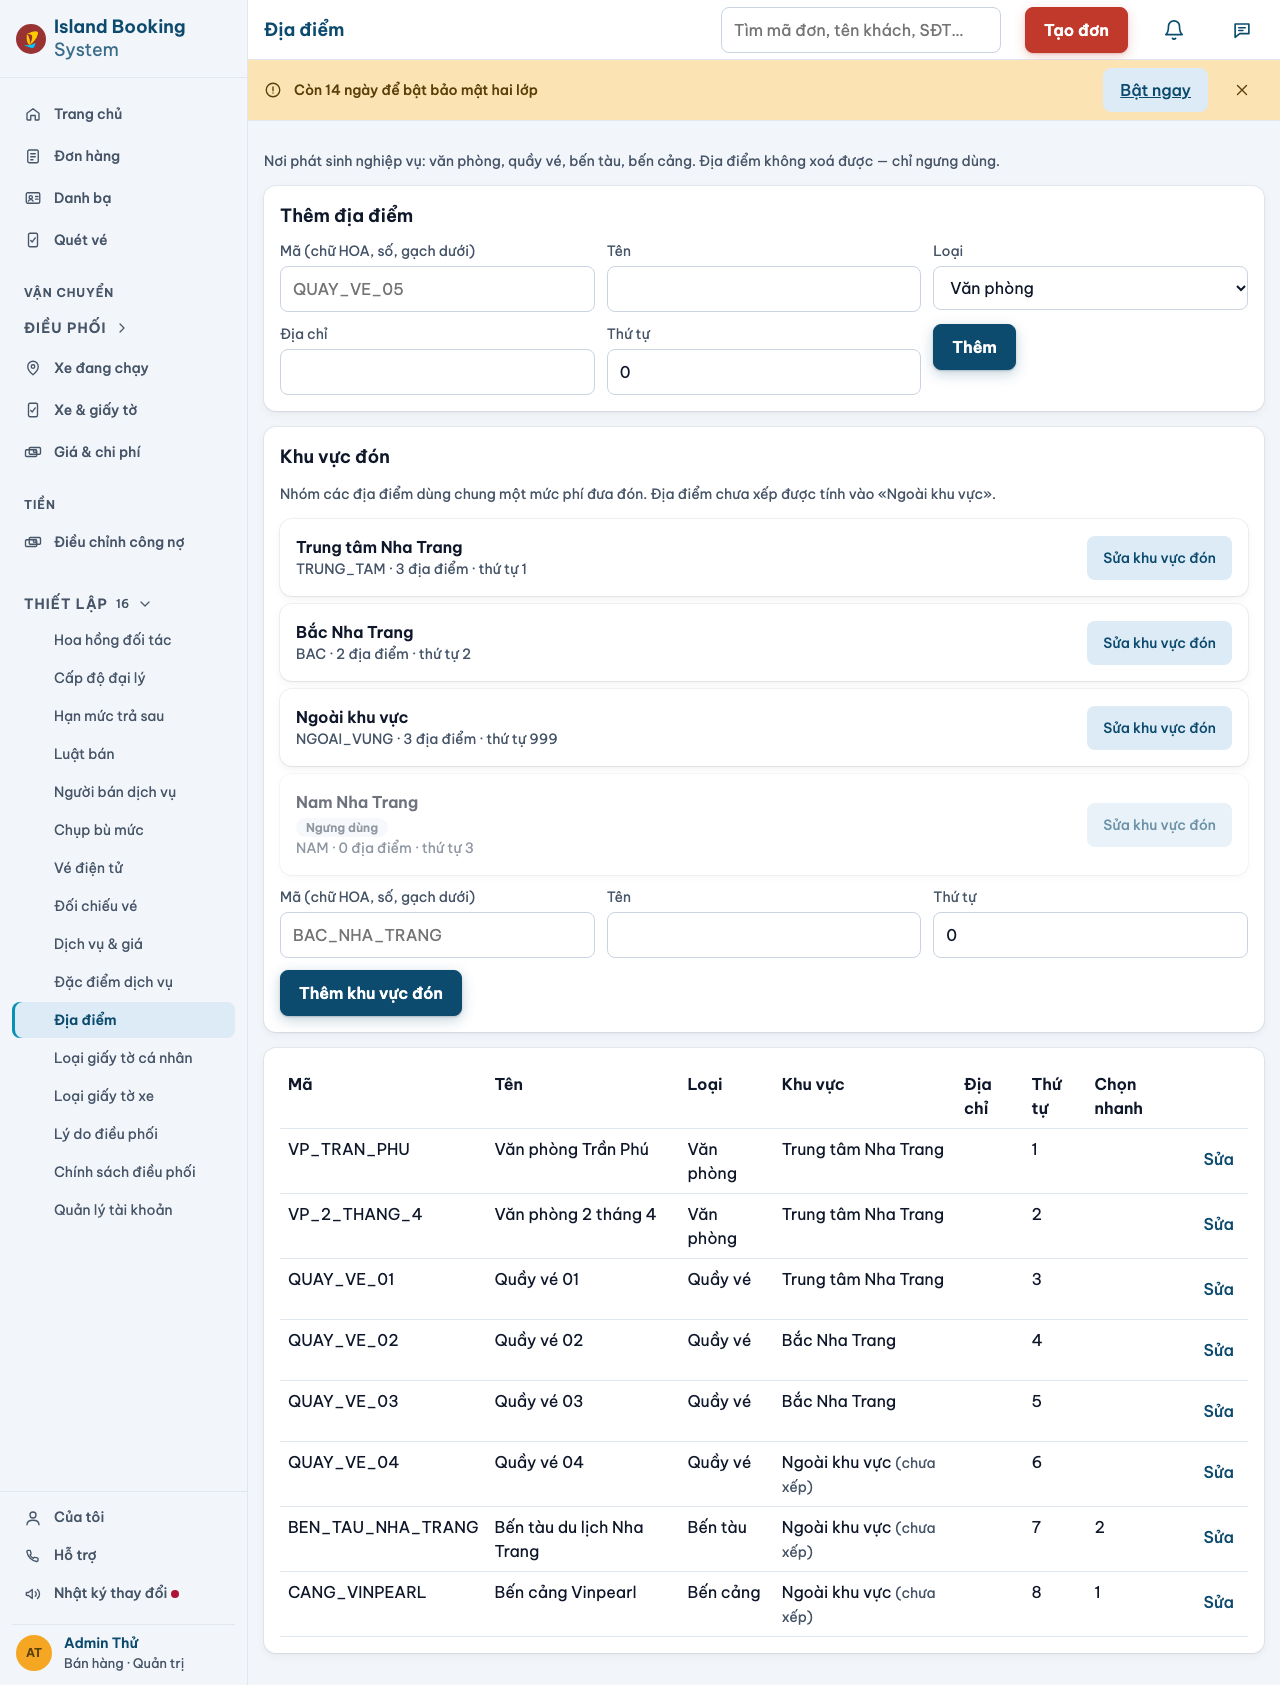 Island Booking
System
Địa điểm
Tìm mã đơn, tên khách, SĐT...
Tạo đơn
Còn 14 ngày để bật bảo mật hai lớp
Bật ngay
Trang chủ
Đơn hàng
Danh bạ
Quét vé
VẬN CHUYỂN
ĐIỀU PHỐI
Xe đang chạy
Xe & giấy tờ
Giá & chi phí
TIỀN
Điều chỉnh công nợ
THIẾT LẬP 16
Hoa hồng đối tác
Cấp độ đại lý
Hạn mức trả sau
Luật bán
Người bán dịch vụ
Chụp bù mức
Vé điện tử
Đối chiếu vé
Dịch vụ & giá
Đặc điểm dịch vụ
Địa điểm
Loại giấy tờ cá nhân
Loại giấy tờ xe
Lý do điều phối
Chính sách điều phối
Quản lý tài khoản
Của tôi
Hỗ trợ
Nhật ký thay đổi
AT
Admin Thử
Bán hàng · Quản trị
Nơi phát sinh nghiệp vụ: văn phòng, quầy vé, bến tàu, bến cảng. Địa điểm không xoá được — chỉ ngưng dùng.
Thêm địa điểm
Mã (chữ HOA, số, gạch dưới)
Tên
Loại
QUAY_VE_05
Văn phòng
Địa chỉ
Thứ tự
0
Thêm
Khu vực đón
Nhóm các địa điểm dùng chung một mức phí đưa đón. Địa điểm chưa xếp được tính vào «Ngoài khu vực».
Trung tâm Nha Trang
TRUNG_TAM · 3 địa điểm · thứ tự 1
Sửa khu vực đón
Bắc Nha Trang
BAC · 2 địa điểm · thứ tự 2
Sửa khu vực đón
Ngoài khu vực
NGOAI_VUNG · 3 địa điểm · thứ tự 999
Sửa khu vực đón
Nam Nha Trang
Ngưng dùng
NAM · 0 địa điểm · thứ tự 3
Sửa khu vực đón
Mã (chữ HOA, số, gạch dưới)
Tên
Thứ tự
BAC_NHA_TRANG
0
Thêm khu vực đón
Mã Tên Loại Khu vực Địa chỉ Thứ tự Chọn nhanh
VP_TRAN_PHU Văn phòng Trần Phú Văn phòng Trung tâm Nha Trang 1 Sửa
VP_2_THANG_4 Văn phòng 2 tháng 4 Văn phòng Trung tâm Nha Trang 2 Sửa
QUAY_VE_01 Quầy vé 01 Quầy vé Trung tâm Nha Trang 3 Sửa
QUAY_VE_02 Quầy vé 02 Quầy vé Bắc Nha Trang 4 Sửa
QUAY_VE_03 Quầy vé 03 Quầy vé Bắc Nha Trang 5 Sửa
QUAY_VE_04 Quầy vé 04 Quầy vé Ngoài khu vực (chưa xếp) 6 Sửa
BEN_TAU_NHA_TRANG Bến tàu du lịch Nha Trang Bến tàu Ngoài khu vực (chưa xếp) 7 2 Sửa
CANG_VINPEARL Bến cảng Vinpearl Bến cảng Ngoài khu vực (chưa xếp) 8 1 Sửa